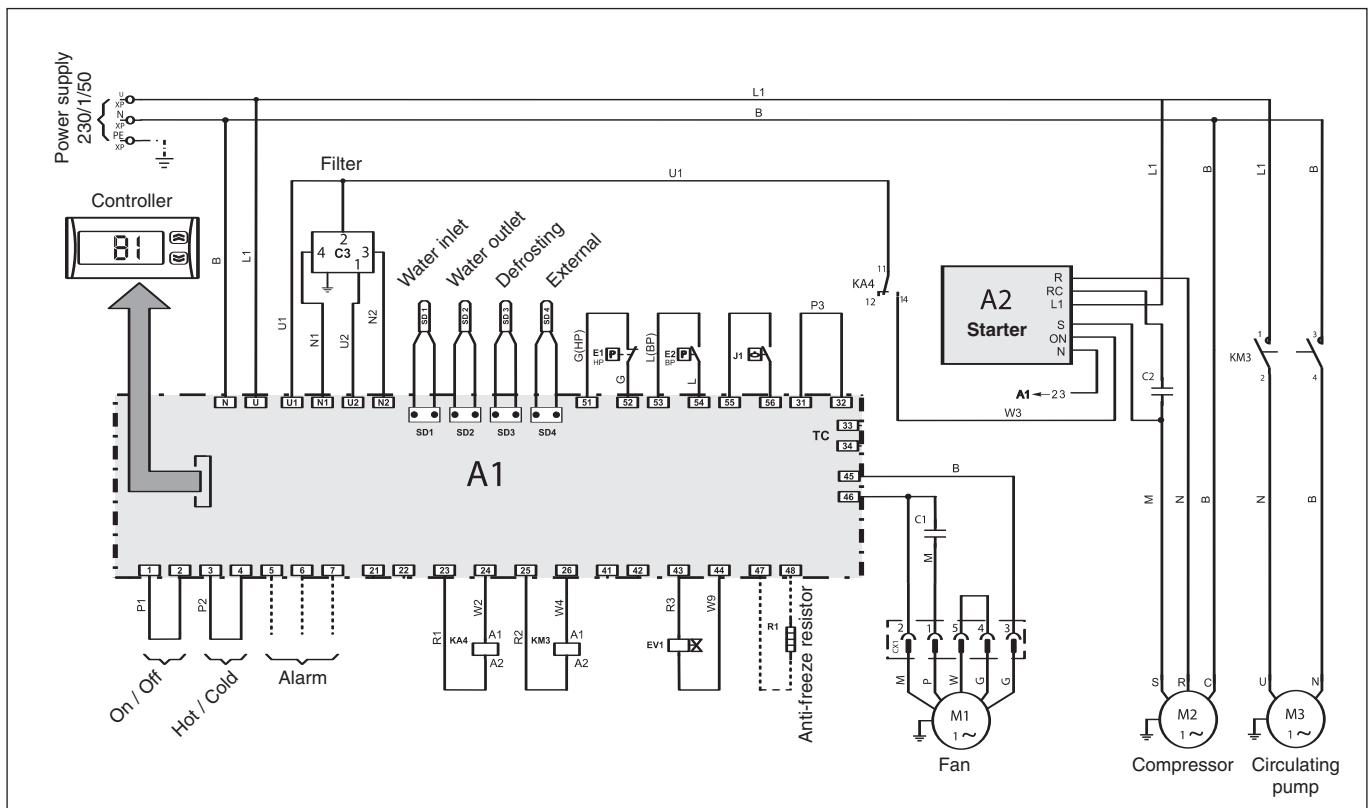 Power supply
230/1/50
U
XP
N
XP
PE
XP
L1
B
Controller
B1
Filter
U1
2
4 C3 3
1
B
L1
U1
N1
U2
N2
Water inlet
Water outlet
Defrosting
External
SD1
SD2
SD3
SD4
G(HP)
E1
HP
P
G
L(BP)
E2
BP
P
L
J1
P3
KA4
11
12
14
A2
Starter
R
RC
L1
S
ON
N
A1 23
W3
C2
L1
B
L1
B
KM3
1
3
2
4
N
U
U1
N1
U2
N2
SD1
SD2
SD3
SD4
51
52
53
54
55
56
31
32
TC
33
34
45
46
A1
B
C1
M
M
N
B
N
B
1
2
3
4
5
6
7
21
22
23
24
25
26
41
42
43
44
47
48
P1
P2
On / Off
Hot / Cold
Alarm
R1
KA4
W2
A1
A2
R2
KM3
W4
A1
A2
R3
EV1
W9
R1
Anti-freeze resistor
CX1
2
1
5
4
3
M
P
W
G
G
M1
1~
Fan
S
R
C
M2
1~
Compressor
U
N
M3
1~
Circulating
pump